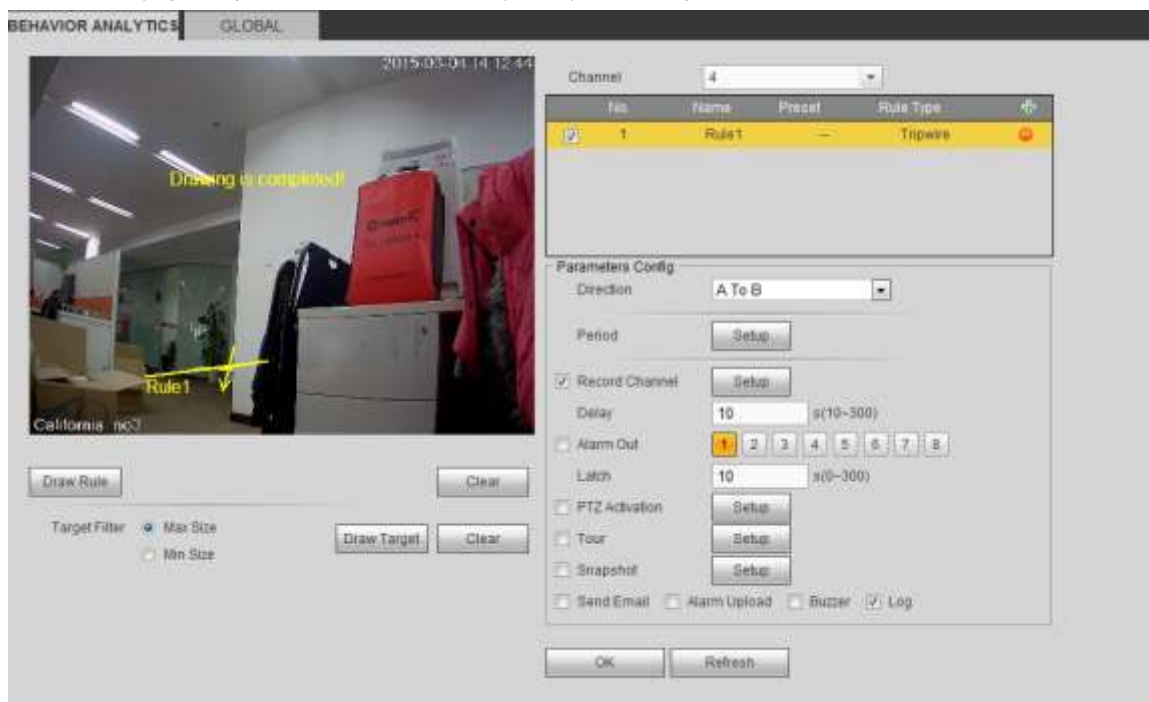 BEHAVIOR ANALYTICS GLOBAL
2015-03-04 14:12:44
Drawing is completed!
Rule1
California no3
Draw Rule Clear
Target Filter Max Size
Min Size
Draw Target Clear
Channel 4
No. Name Preset Rule Type
1 Rule1 -- Tripwire
Parameters Config
Direction A To B
Period Setup
Record Channel Setup
Delay 10 s(10~300)
Alarm Out 1 2 3 4 5 6 7 8
Latch 10 s(0~300)
PTZ Activation Setup
Tour Setup
Snapshot Setup
Send Email Alarm Upload Buzzer Log
OK Refresh